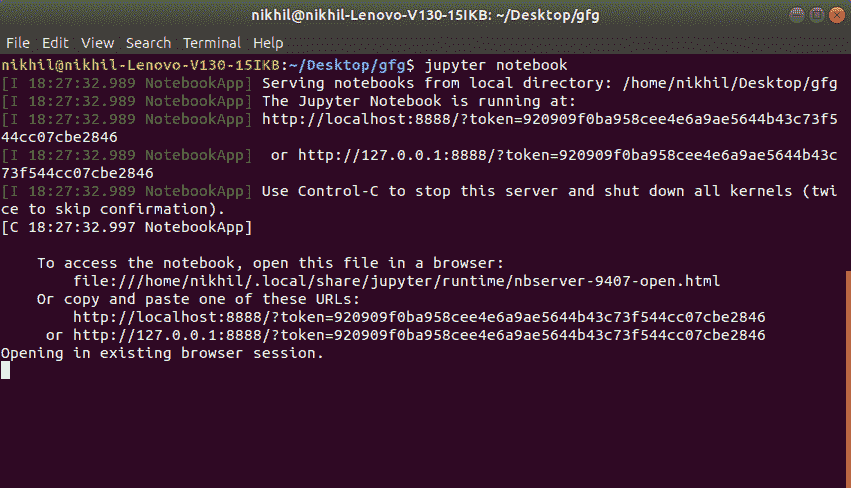 nikhil@nikhil-Lenovo-V130-15IKB: ~/Desktop/gfg
File Edit View Search Terminal Help
nikhil@nikhil-Lenovo-V130-15IKB:~/Desktop/gfg$ jupyter notebook
[I 18:27:32.989 NotebookApp] Serving notebooks from local directory: /home/nikhil/Desktop/gfg
[I 18:27:32.989 NotebookApp] The Jupyter Notebook is running at:
[I 18:27:32.989 NotebookApp] http://localhost:8888/?token=920909f0ba958cee4e6a9ae5644b43c73f5
44cc07cbe2846
[I 18:27:32.989 NotebookApp]  or http://127.0.0.1:8888/?token=920909f0ba958cee4e6a9ae5644b43c
73f544cc07cbe2846
[I 18:27:32.989 NotebookApp] Use Control-C to stop this server and shut down all kernels (twi
ce to skip confirmation).
[C 18:27:32.997 NotebookApp]
    To access the notebook, open this file in a browser:
        file:///home/nikhil/.local/share/jupyter/runtime/nbserver-9407-open.html
    Or copy and paste one of these URLs:
        http://localhost:8888/?token=920909f0ba958cee4e6a9ae5644b43c73f544cc07cbe2846
     or http://127.0.0.1:8888/?token=920909f0ba958cee4e6a9ae5644b43c73f544cc07cbe2846
Opening in existing browser session.